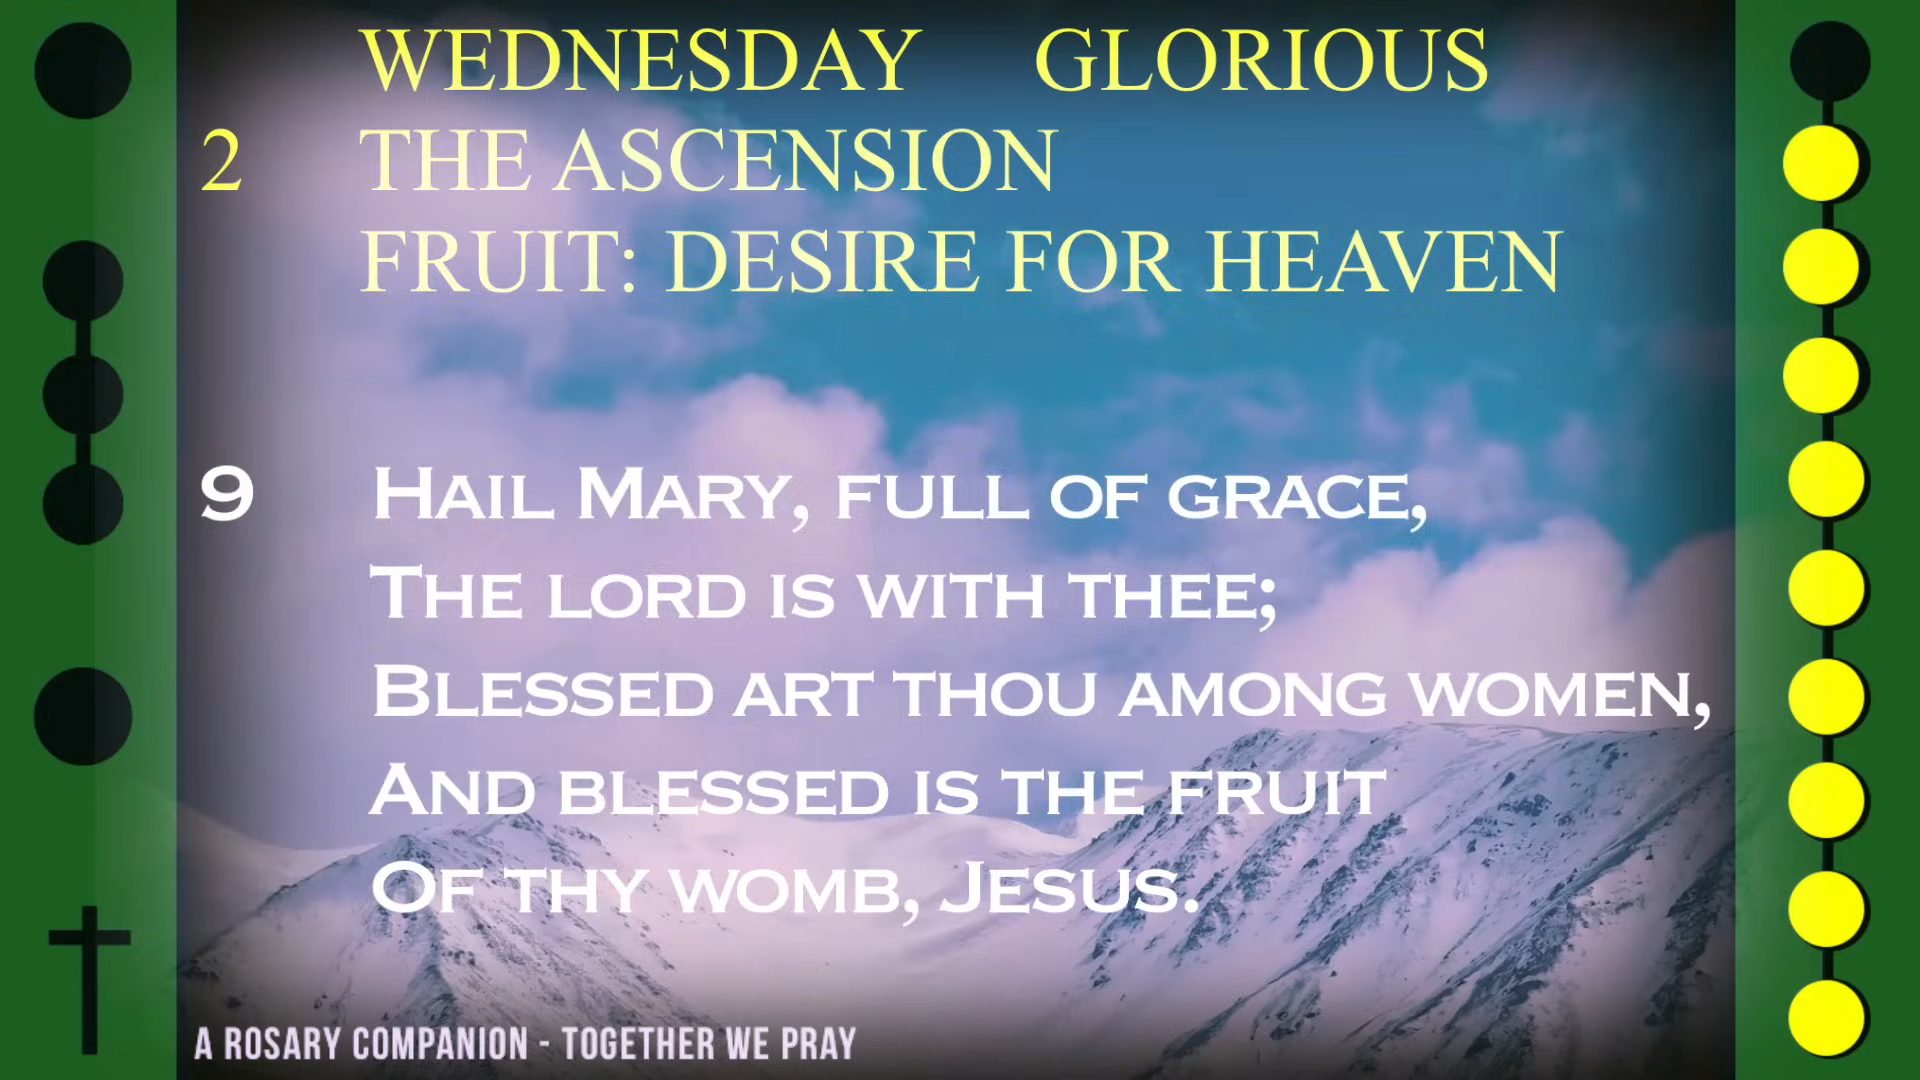 WEDNESDAY GLORIOUS
2 THE ASCENSION
FRUIT: DESIRE FOR HEAVEN
9 HAIL MARY, FULL OF GRACE,
THE LORD IS WITH THEE;
BLESSED ART THOU AMONG WOMEN,
AND BLESSED IS THE FRUIT
OF THY WOMB, JESUS.
A ROSARY COMPANION - TOGETHER WE PRAY